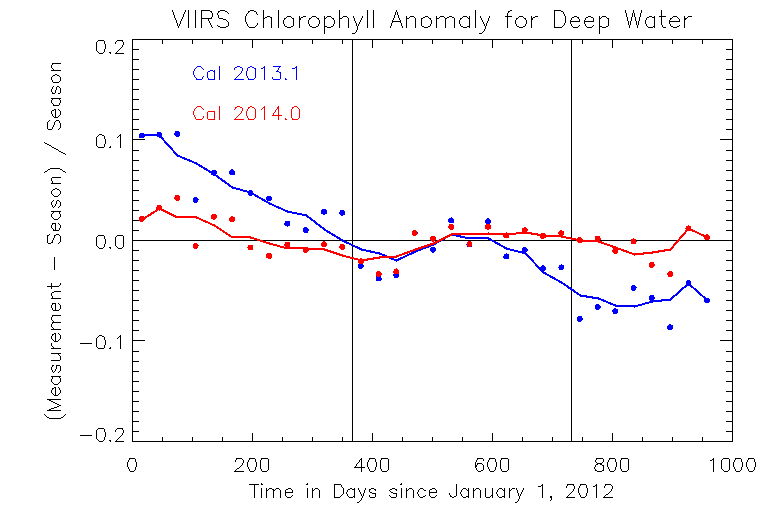 VIIRS Chlorophyll Anomaly for Deep Water
(Measurement − Season) / Season
0.2
0.1
0.0
−0.1
−0.2
Cal 2013.1
Cal 2014.0
0 200 400 600 800 1000
Time in Days since January 1, 2012